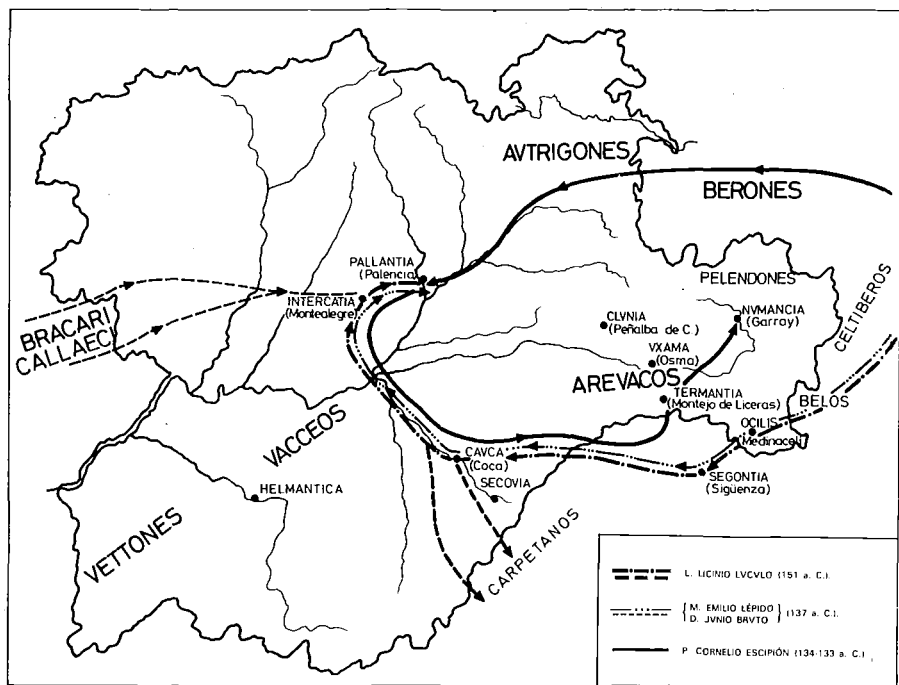 AVTRIGONES
BERONES
PALLANTIA
(Palencia)
PELENDONES
INTERCATIA
(Montealegre)
BRACARI
CALLAECI
CLVNIA
(Peñalba de C.)
NVMANCIA
(Garray)
CELTIBEROS
VXAMA
(Osma)
AREVACOS
TERMANTIA
(Montejo de Liceras)
BELOS
VACCEOS
OCILIS
(Medinaceli)
CAVCA
(Coca)
SEGONTIA
(Sigüenza)
SECOVIA
HELMANTICA
VETTONES
CARPETANOS
L. LICINIO LVCVLO (151 a. C.).
M. EMILIO LÉPIDO
D. JVNIO BRVTO
(137 a. C.).
P. CORNELIO ESCIPIÓN (134-133 a. C.)